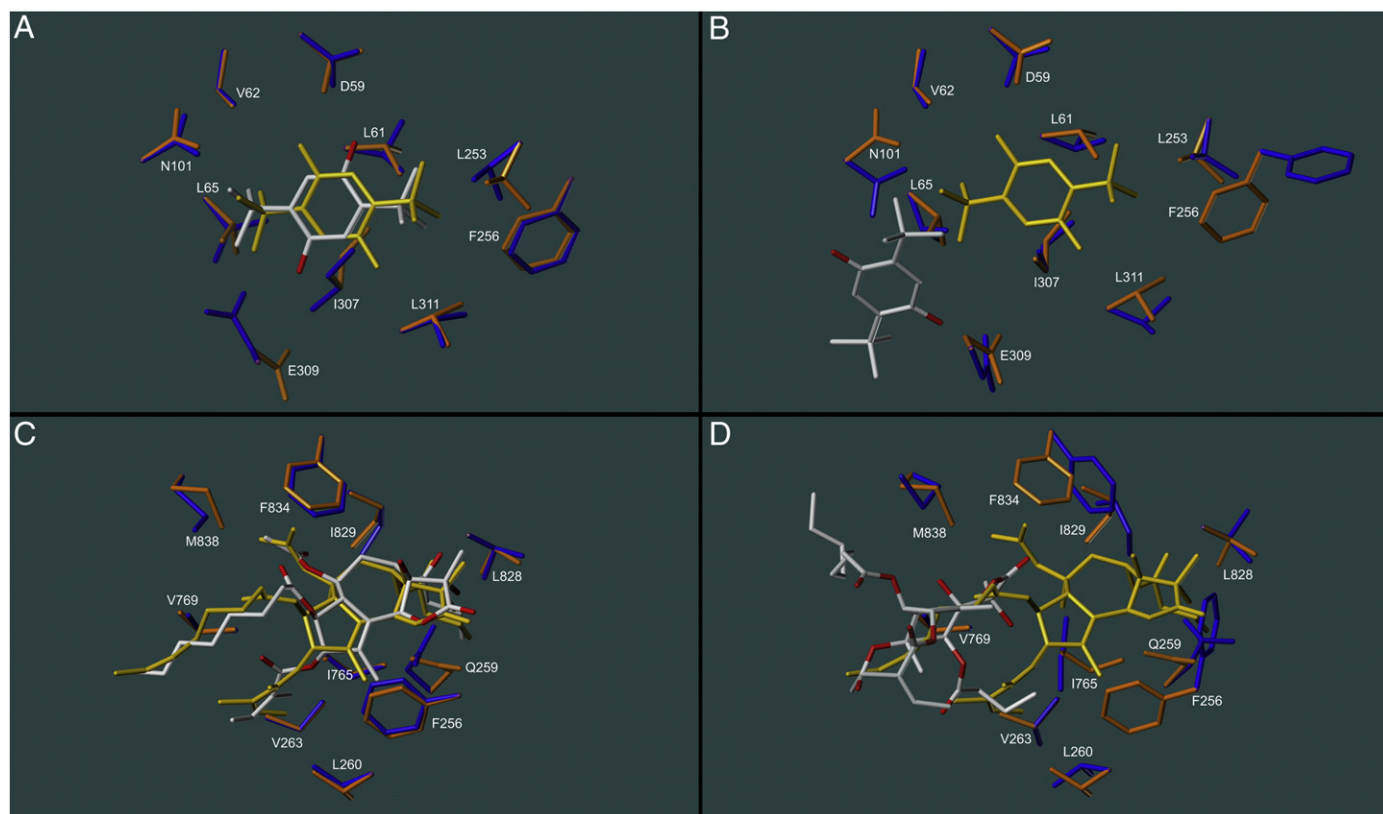 A
V62
D59
N101
L61
L65
L253
F256
I307
L311
E309
B
V62
D59
L61
N101
L253
L65
F256
I307
L311
E309
C
F834
I829
M838
L828
V769
Q259
I765
F256
V263
L260
D
F834
I829
M838
L828
V769
Q259
I765
F256
V263
L260